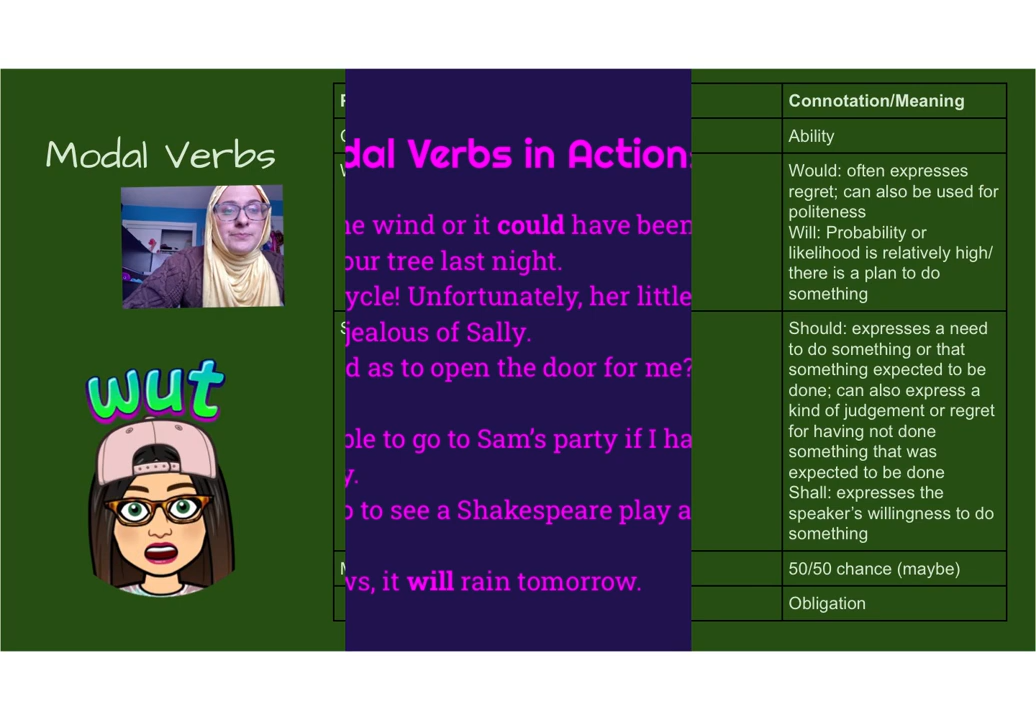 Modal Verbs
wut
dal Verbs in Action:
he wind or it could have been
our tree last night.
ycle! Unfortunately, her little
jealous of Sally.
d as to open the door for me?
ble to go to Sam's party if I ha
y.
to see a Shakespeare play a
ws, it will rain tomorrow.
Connotation/Meaning
Ability
Would: often expresses
regret; can also be used for
politeness
Will: Probability or
likelihood is relatively high/
there is a plan to do
something
Should: expresses a need
to do something or that
something expected to be
done; can also express a
kind of judgement or regret
for having not done
something that was
expected to be done
Shall: expresses the
speaker's willingness to do
something
50/50 chance (maybe)
Obligation